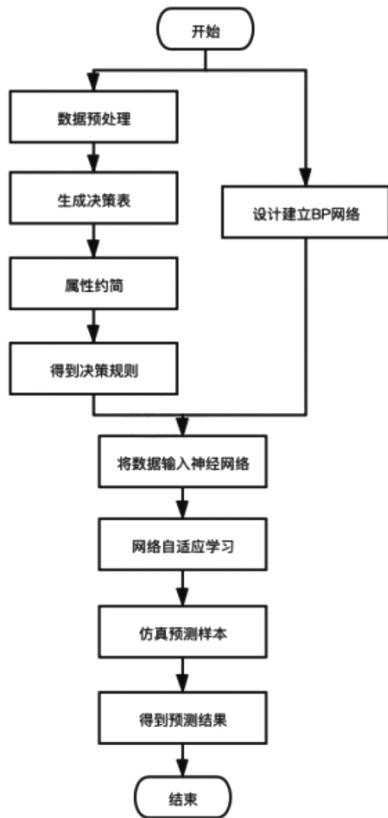 开始
数据预处理
生成决策表
设计建立BP网络
属性约简
得到决策规则
将数据输入神经网络
网络自适应学习
仿真预测样本
得到预测结果
结束